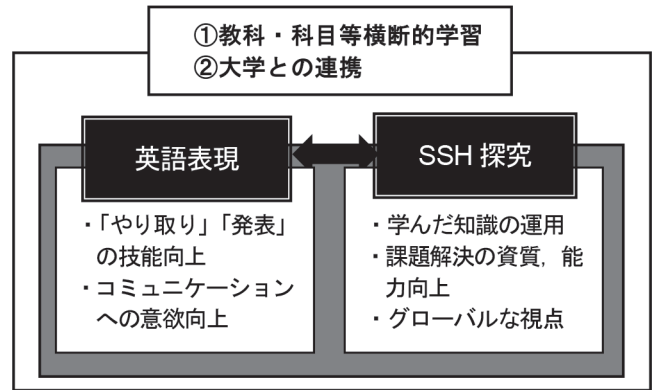 ①教科・科目等横断的学習
②大学との連携
英語表現
・「やり取り」「発表」
の技能向上
・コミュニケーション
への意欲向上
SSH 探究
・学んだ知識の運用
・課題解決の資質，能
力向上
・グローバルな視点